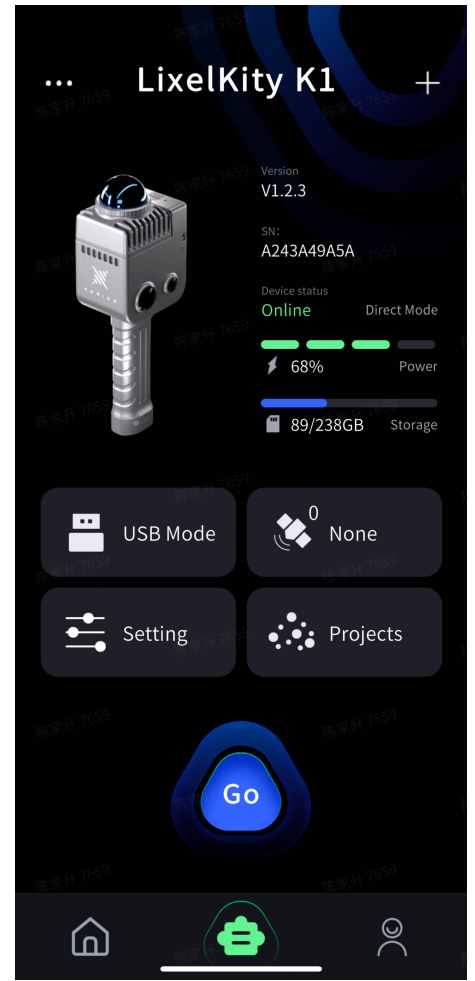 LixelKity K1
Version
V1.2.3
SN:
A243A49A5A
Device status
Online Direct Mode
68% Power
89/238GB Storage
USB Mode
0
None
Setting
Projects
Go
陈家升 7659